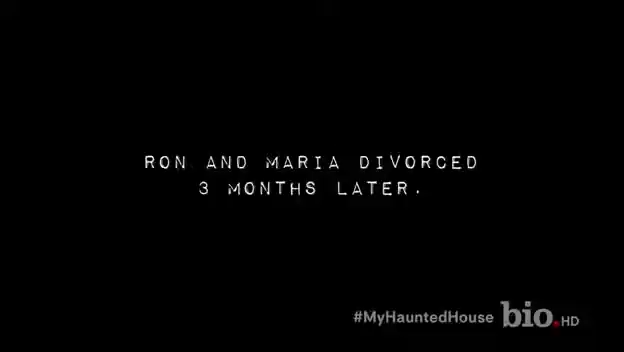 RON AND MARIA DIVORCED
3 MONTHS LATER.
#MyHauntedHouse bio.HD